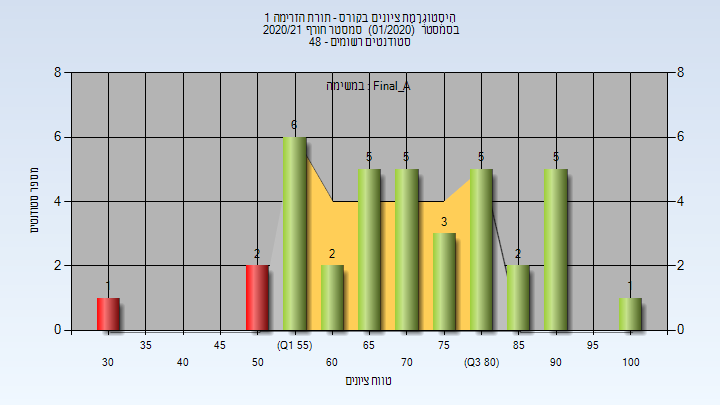 היסטוגרמת ציונים בקורס - תורת הזרימה 1
בסמסטר (01/2020) סמסטר חורף 2020/21
סטודנטים רשומים - 48
במשימה : Final_A
מספר סטודנטים
8 8
6 6
4 4
2 2
0 0
1 2 6 2 5 5 3 5 2 5 1
35 45 (Q1 55) 65 75 85 95
30 40 50 60 70 (Q3 80) 90 100
טווח ציונים